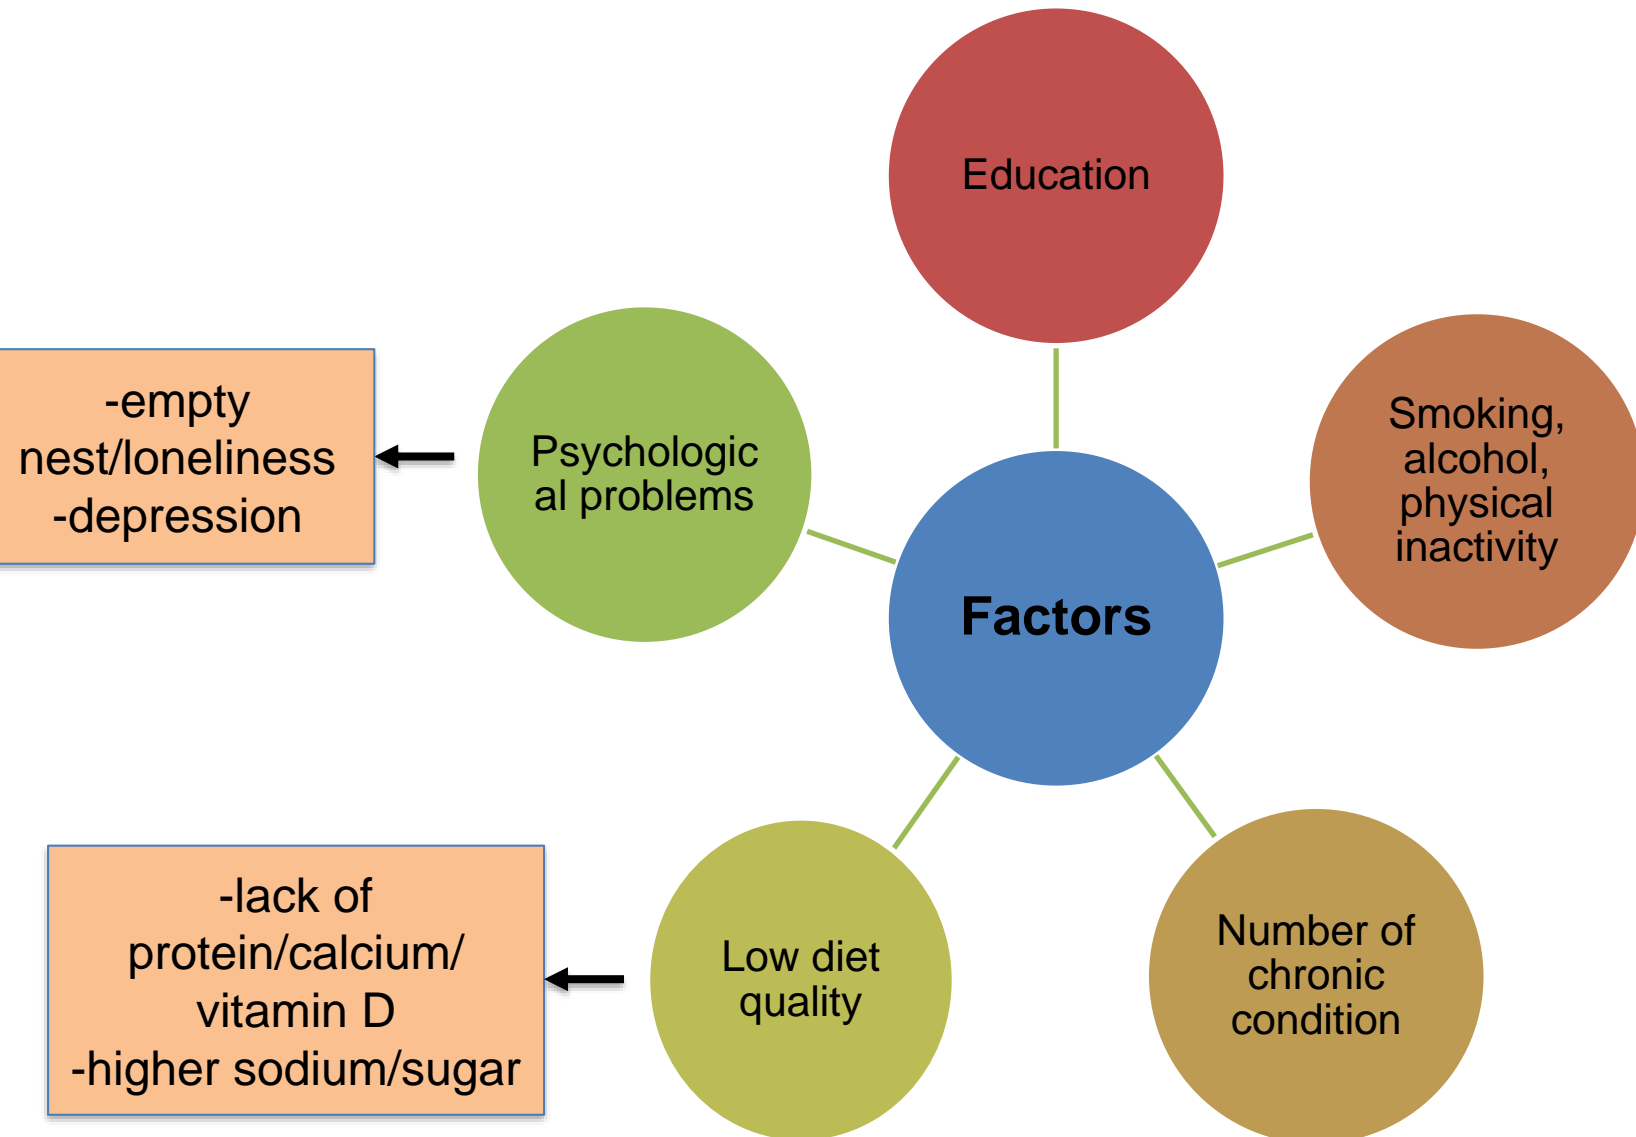 Education
Smoking,
alcohol,
physical
inactivity
-empty
nest/loneliness
-depression
Psychologic
al problems
Factors
-lack of
protein/calcium/
vitamin D
-higher sodium/sugar
Low diet
quality
Number of
chronic
condition